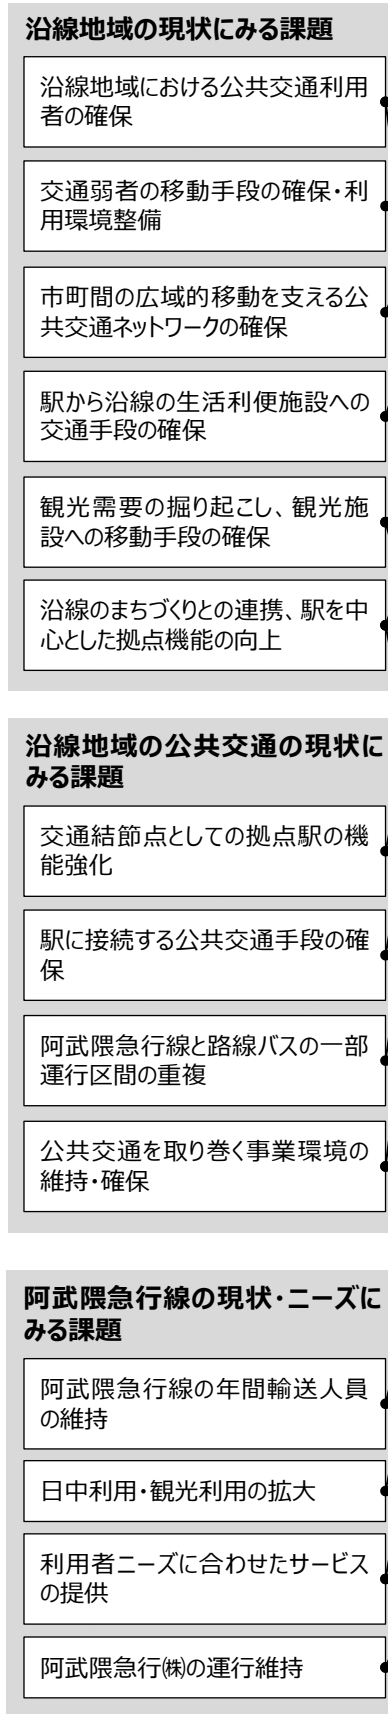 沿線地域の現状にみる課題
沿線地域における公共交通利用
者の確保
交通弱者の移動手段の確保・利
用環境整備
市町間の広域的移動を支える公
共交通ネットワークの確保
駅から沿線の生活利便施設への
交通手段の確保
観光需要の掘り起こし、観光施
設への移動手段の確保
沿線のまちづくりとの連携、駅を中
心とした拠点機能の向上
沿線地域の公共交通の現状に
みる課題
交通結節点としての拠点駅の機
能強化
駅に接続する公共交通手段の確
保
阿武隈急行線と路線バスの一部
運行区間の重複
公共交通を取り巻く事業環境の
維持・確保
阿武隈急行線の現状・ニーズに
みる課題
阿武隈急行線の年間輸送人員
の維持
日中利用・観光利用の拡大
利用者ニーズに合わせたサービス
の提供
阿武隈急行㈱の運行維持